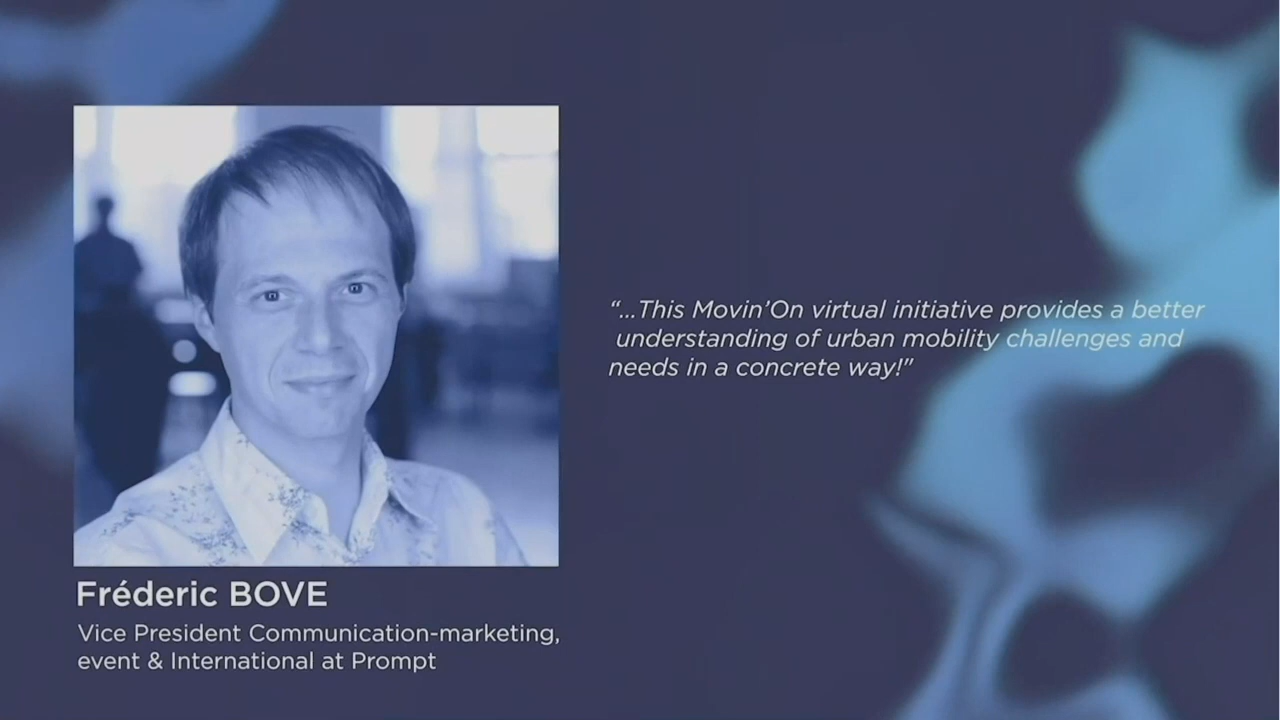 “...This Movin’On virtual initiative provides a better
understanding of urban mobility challenges and
needs in a concrete way!”
Fréderic BOVE
Vice President Communication-marketing,
event & International at Prompt